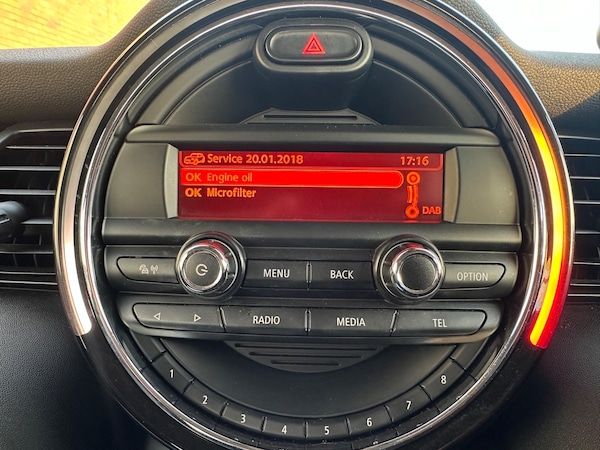 Service 20.01.2018 17:16
OK Engine oil
OK Microfilter
DAB
MENU BACK OPTION
RADIO MEDIA TEL
1 2 3 4 5 6 7 8